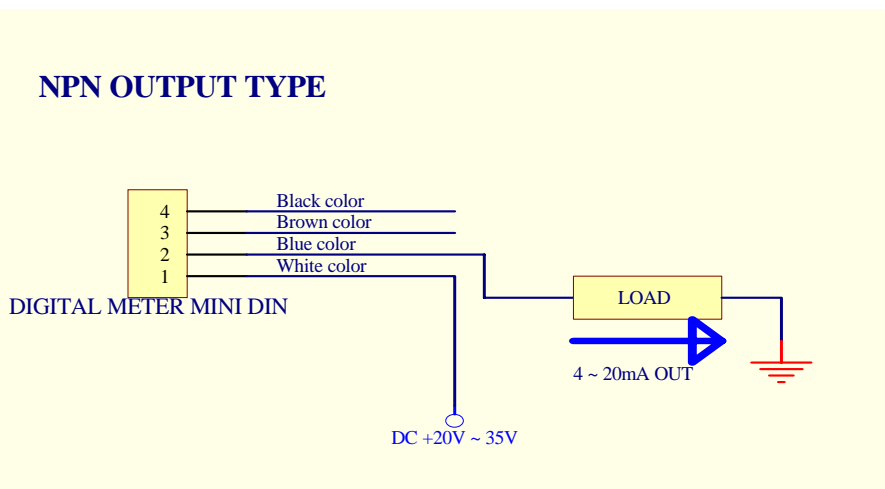 NPN OUTPUT TYPE
4
Black color
3
Brown color
2
Blue color
1
White color
DIGITAL METER MINI DIN
LOAD
4 ~ 20mA OUT
DC +20V ~ 35V